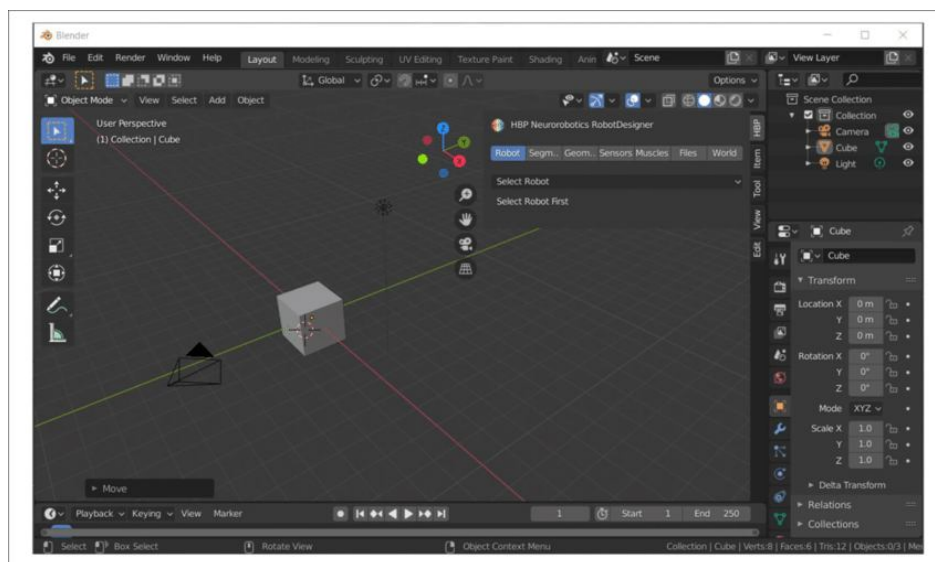 Blender
File Edit Render Window Help Layout Modeling Sculpting UV Editing Texture Paint Shading Anin Scene View Layer
Global Options
Object Mode View Select Add Object
User Perspective
(1) Collection | Cube
HBP Neurorobotics RobotDesigner
Robot Segm.. Geom.. Sensors Muscles Files World
Select Robot
Select Robot First
HBP
Item
Tool
View
Edit
Z
Y
X
Move
Scene Collection
Collection
Camera
Cube
Light
Cube
Cube
Transform
Location X 0 m
Y 0 m
Z 0 m
Rotation X 0°
Y 0°
Z 0°
Mode XYZ
Scale X 1.0
Y 1.0
Z 1.0
Delta Transform
Relations
Collections
Playback Keying View Marker 1 Start 1 End 250
Select Box Select Rotate View Object Context Menu Collection | Cube | Verts:8 | Faces:6 | Tris:12 | Objects:0/3 | Me